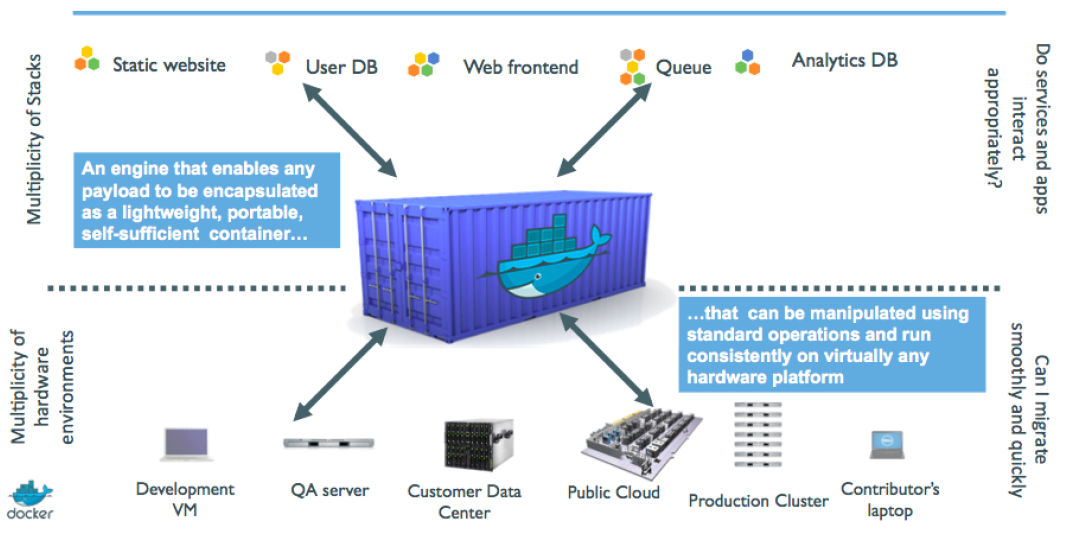 Multiplicity of Stacks
Static website
User DB
Web frontend
Queue
Analytics DB
Do services and apps
interact
appropriately?
An engine that enables any
payload to be encapsulated
as a lightweight, portable,
self-sufficient container…
…that can be manipulated using
standard operations and run
consistently on virtually any
hardware platform
Multiplicity of
hardware
environments
Can I migrate
smoothly and quickly
Development
VM
QA server
Customer Data
Center
Public Cloud
Production Cluster
Contributor's
laptop
DELL
docker